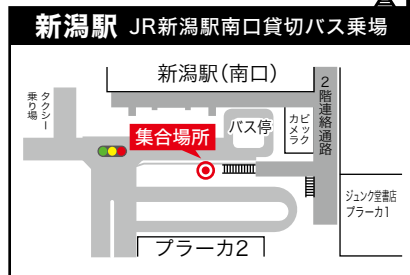 新潟駅 JR新潟駅南口貸切バス乗場
新潟駅(南口)
タクシー
乗り場
集合場所
バス停
ビック
カメラ
2階連絡通路
ジュンク堂書店
プラーカ1
プラーカ2